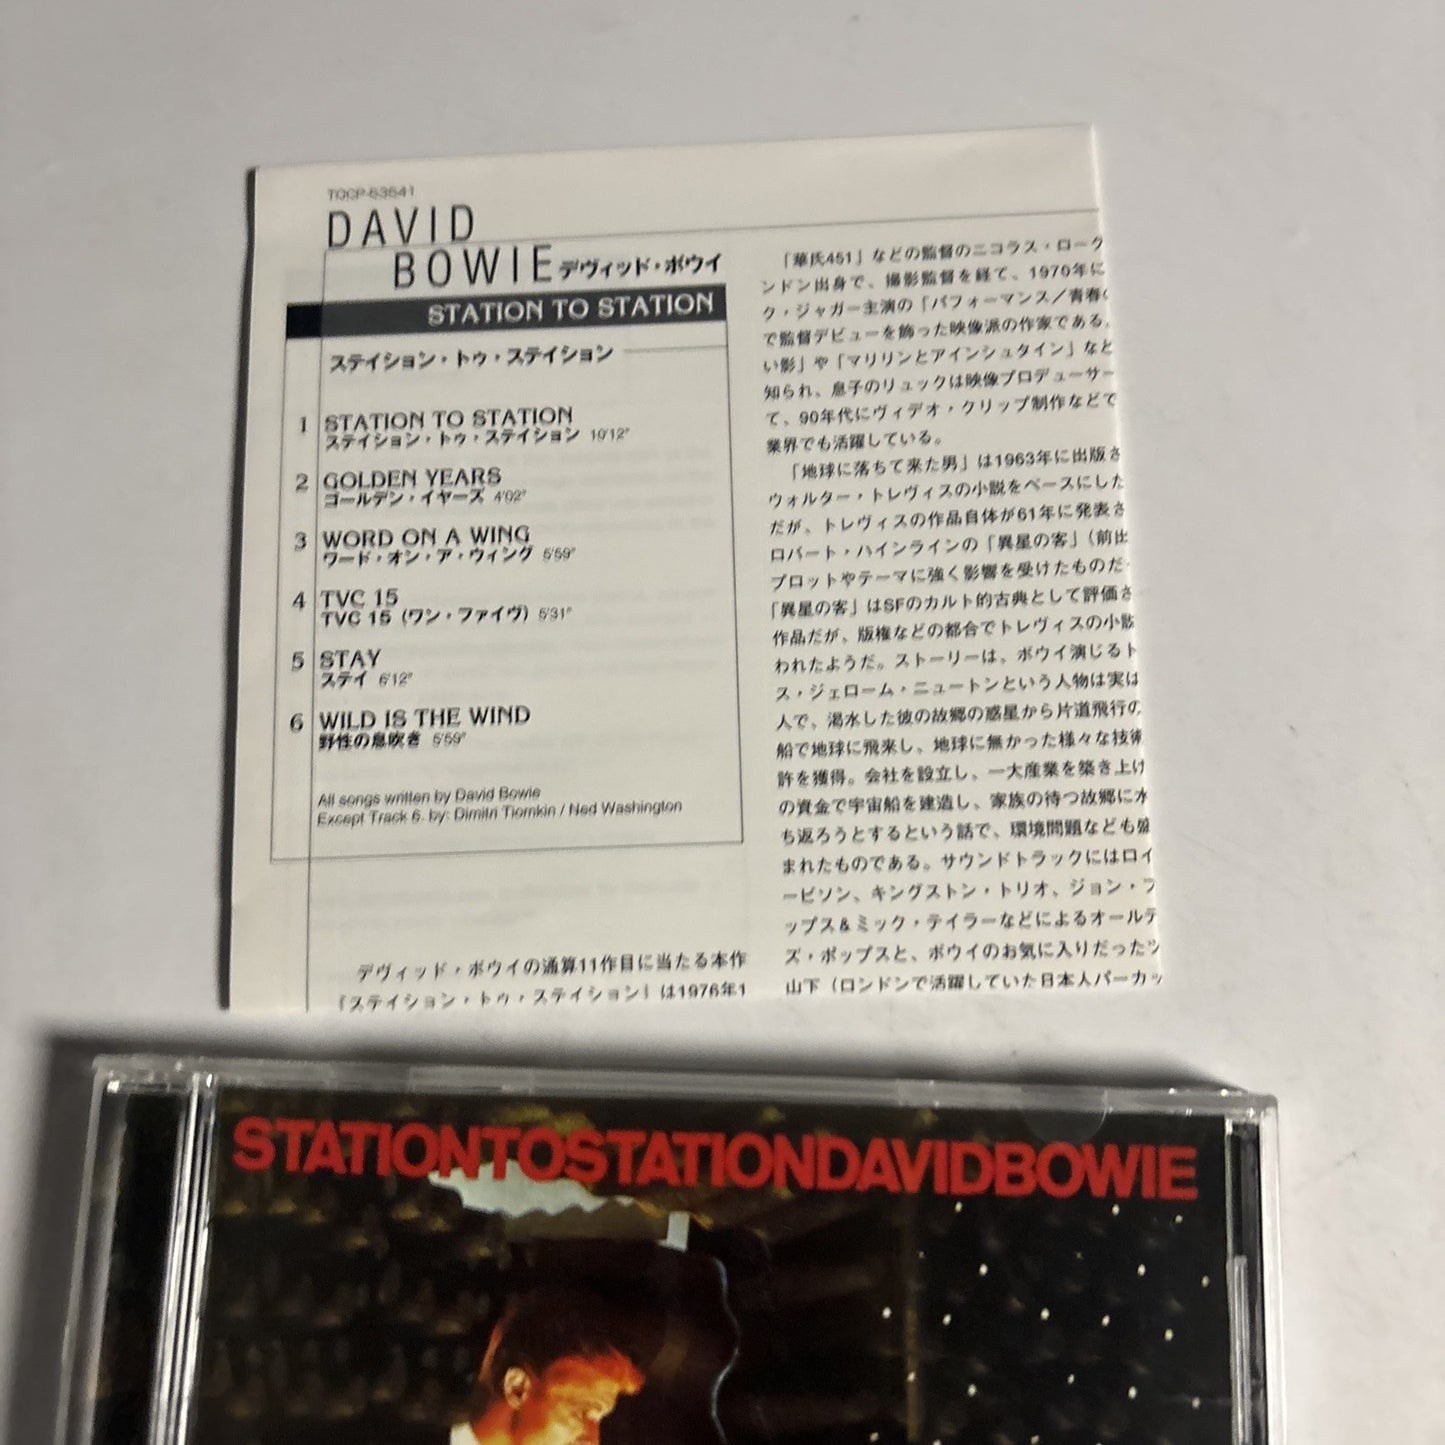 TOCP-53541
DAVID
BOWIE デヴィッド・ボウイ
STATION TO STATION
ステイション・トゥ・ステイション
1 STATION TO STATION
ステイション・トゥ・ステイション 10'12"
2 GOLDEN YEARS
ゴールデン・イヤーズ 4'02"
3 WORD ON A WING
ワード・オン・ア・ウィング 5'59"
4 TVC 15
TVC 15（ワン・ファイヴ）5'31"
5 STAY
ステイ 6'12"
6 WILD IS THE WIND
野性の息吹き 5'59"
All songs written by David Bowie
Except Track 6. by: Dimitri Tiomkin / Ned Washington
デヴィッド・ボウイの通算11作目に当たる本作
『ステイション・トゥ・ステイション』は1976年1
「華氏451」などの監督のニコラス・ローグ
ンドン出身で、撮影監督を経て、1970年に
ク・ジャガー主演の「パフォーマンス／青春の
で監督デビューを飾った映像派の作家である。
い影」や「マリリンとアインシュタイン」など
知られ、息子のリュックは映像プロデューサー
て、90年代にヴィデオ・クリップ制作などで
業界でも活躍している。
「地球に落ちて来た男」は1963年に出版さ
ウォルター・トレヴィスの小説をベースにした
だが、トレヴィスの作品自体が61年に発表さ
ロバート・ハインラインの「異星の客」（前出
プロットやテーマに強く影響を受けたものだ
「異星の客」はSFのカルト的古典として評価さ
作品だが、版権などの都合でトレヴィスの小説
われたようだ。ストーリーは、ボウイ演じるト
ス・ジェローム・ニュートンという人物は実は
人で、渇水した彼の故郷の惑星から片道飛行の
船で地球に飛来し、地球に無かった様々な技術
許を獲得。会社を設立し、一大産業を築き上げ
の資金で宇宙船を建造し、家族の待つ故郷に水
ち返ろうとするという話で、環境問題なども盛
まれたものである。サウンドトラックにはロイ
ービソン、キングストン・トリオ、ジョン・フ
ップス＆ミック・テイラーなどによるオールデ
ズ・ポップスと、ボウイのお気に入りだったツ
山下（ロンドンで活躍していた日本人パーカッ
STATIONTOSTATIONDAVIDBOWIE